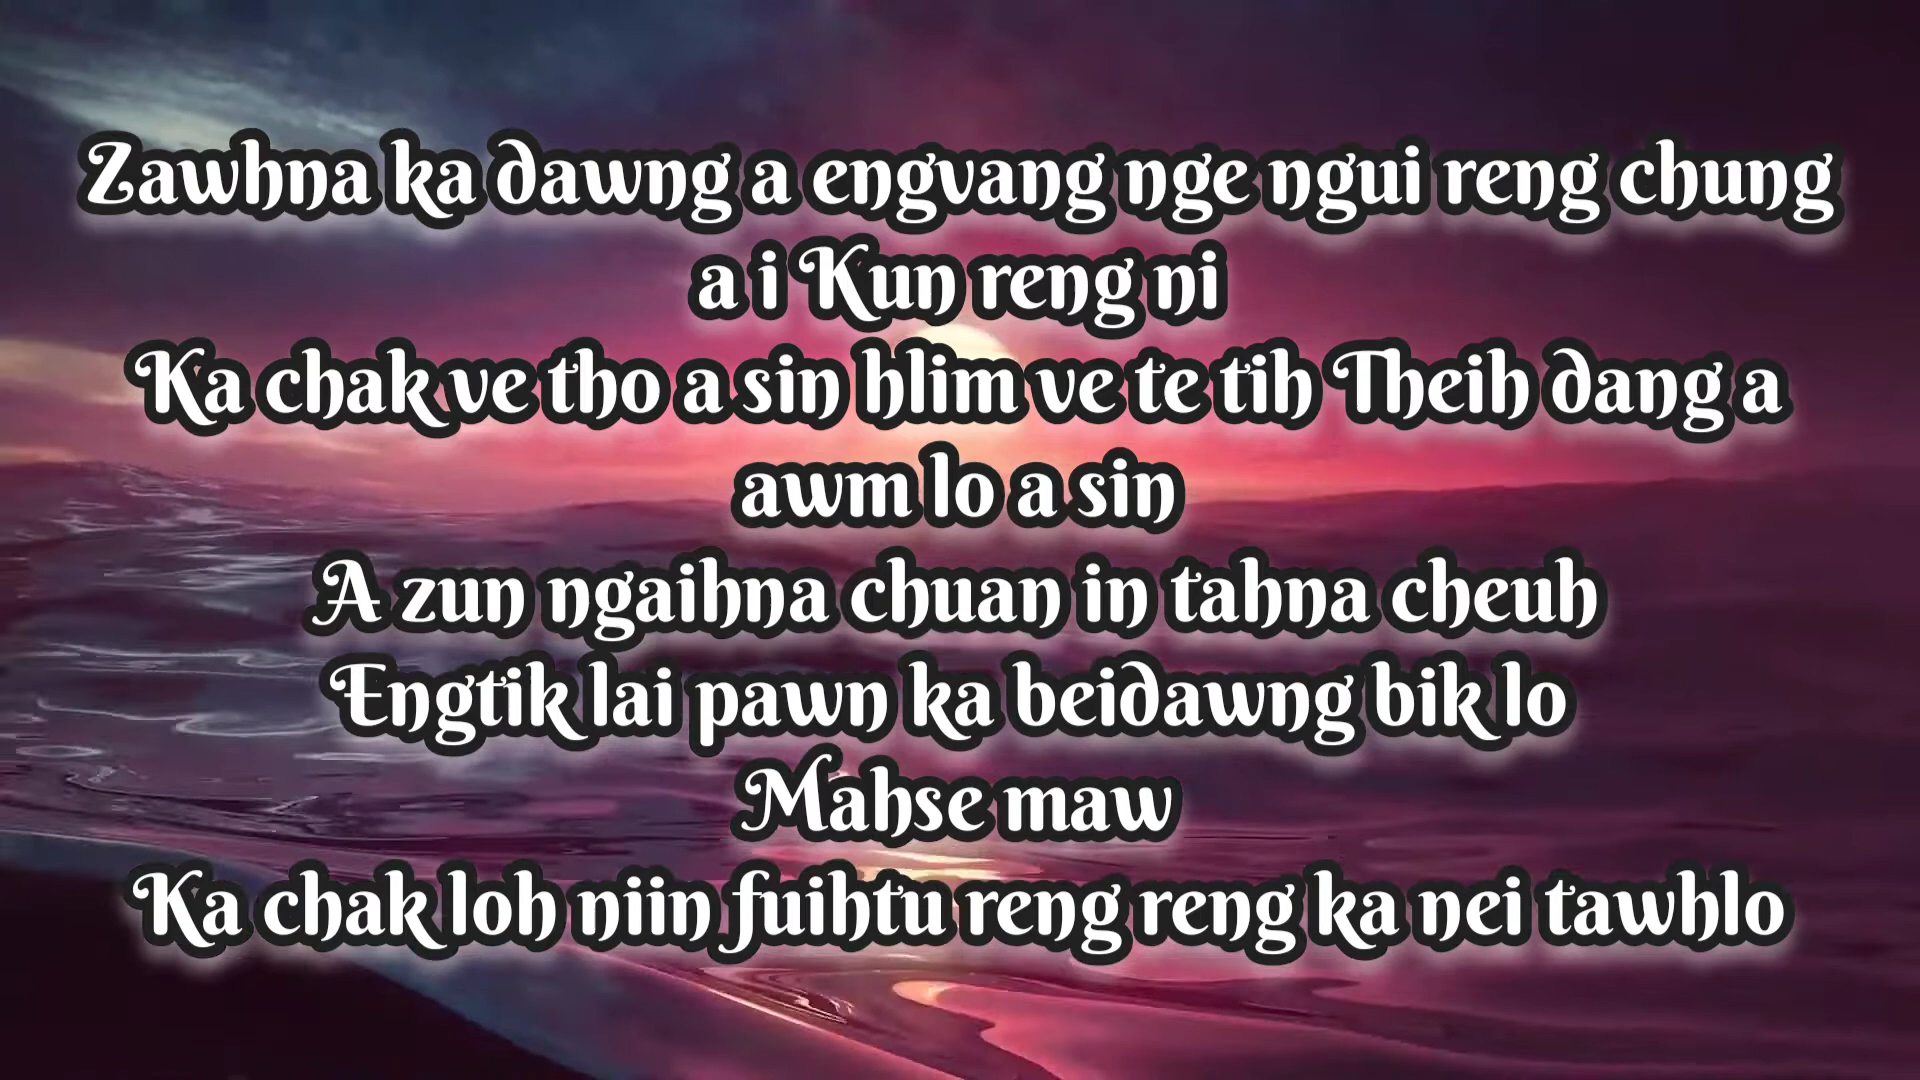 Zawhna ka dawng a engvang nge ngui reng chung
a i Kun reng ni
Ka chak ve tho a sin hlim ve te tih Theih dang a
awm lo a sin
A zun ngaihna chuan in tahna cheuh
Engtik lai pawn ka beidawng bik lo
Mahse maw
Ka chak loh niin fuihtu reng reng ka nei tawhlo